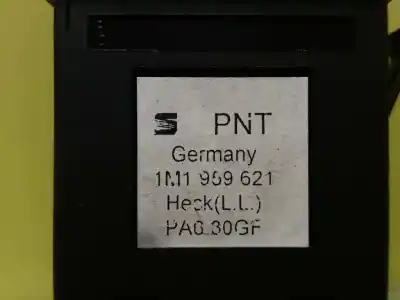 PNT
Germany
1M1 959 621
Heck(L.L.)
PA6.30GF